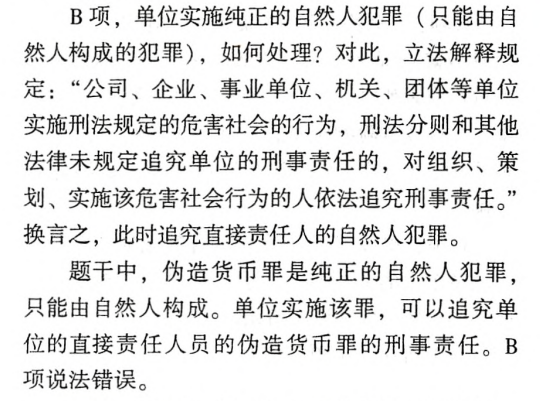 B 项，单位实施纯正的自然人犯罪（只能由自
然人构成的犯罪），如何处理？对此，立法解释规
定：“公司、企业、事业单位、机关、团体等单位
实施刑法规定的危害社会的行为，刑法分则和其他
法律未规定追究单位的刑事责任的，对组织、策
划、实施该危害社会行为的人依法追究刑事责任。”
换言之，此时追究直接责任人的自然人犯罪。
题干中，伪造货币罪是纯正的自然人犯罪，
只能由自然人构成。单位实施该罪，可以追究单
位的直接责任人员的伪造货币罪的刑事责任。B
项说法错误。